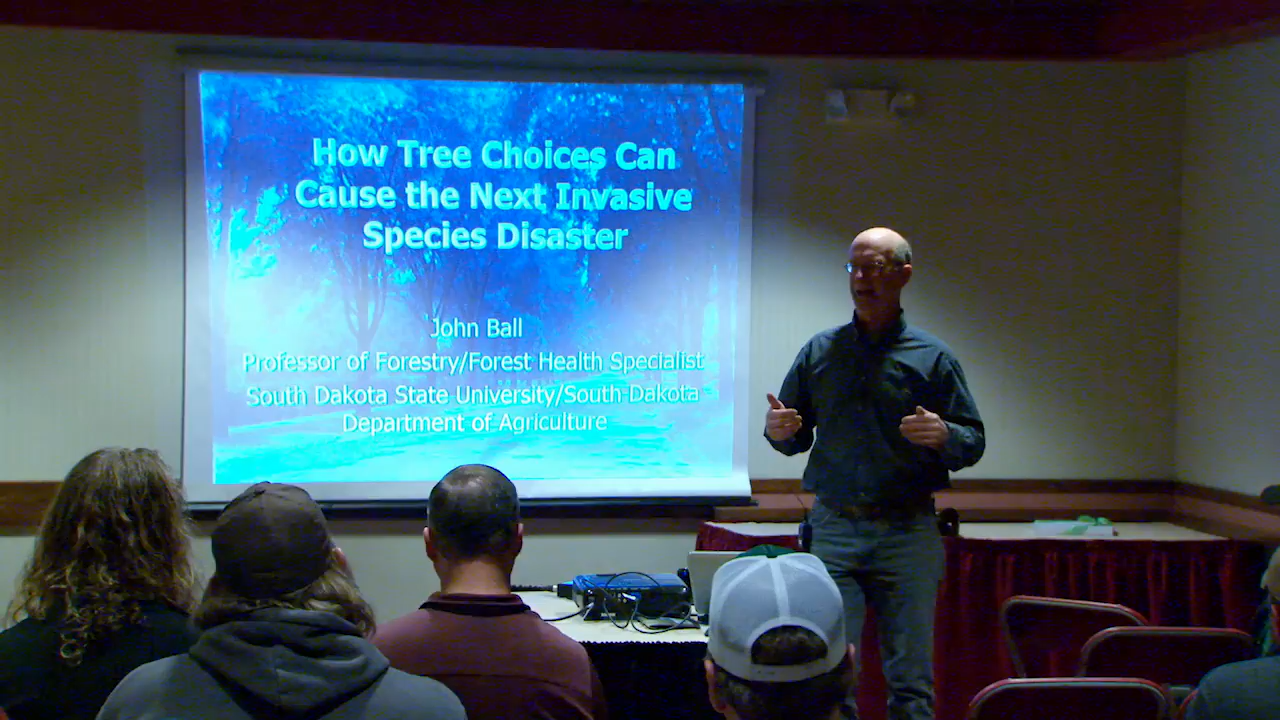 How Tree Choices Can
Cause the Next Invasive
Species Disaster
John Ball
Professor of Forestry/Forest Health Specialist
South Dakota State University/South Dakota
Department of Agriculture